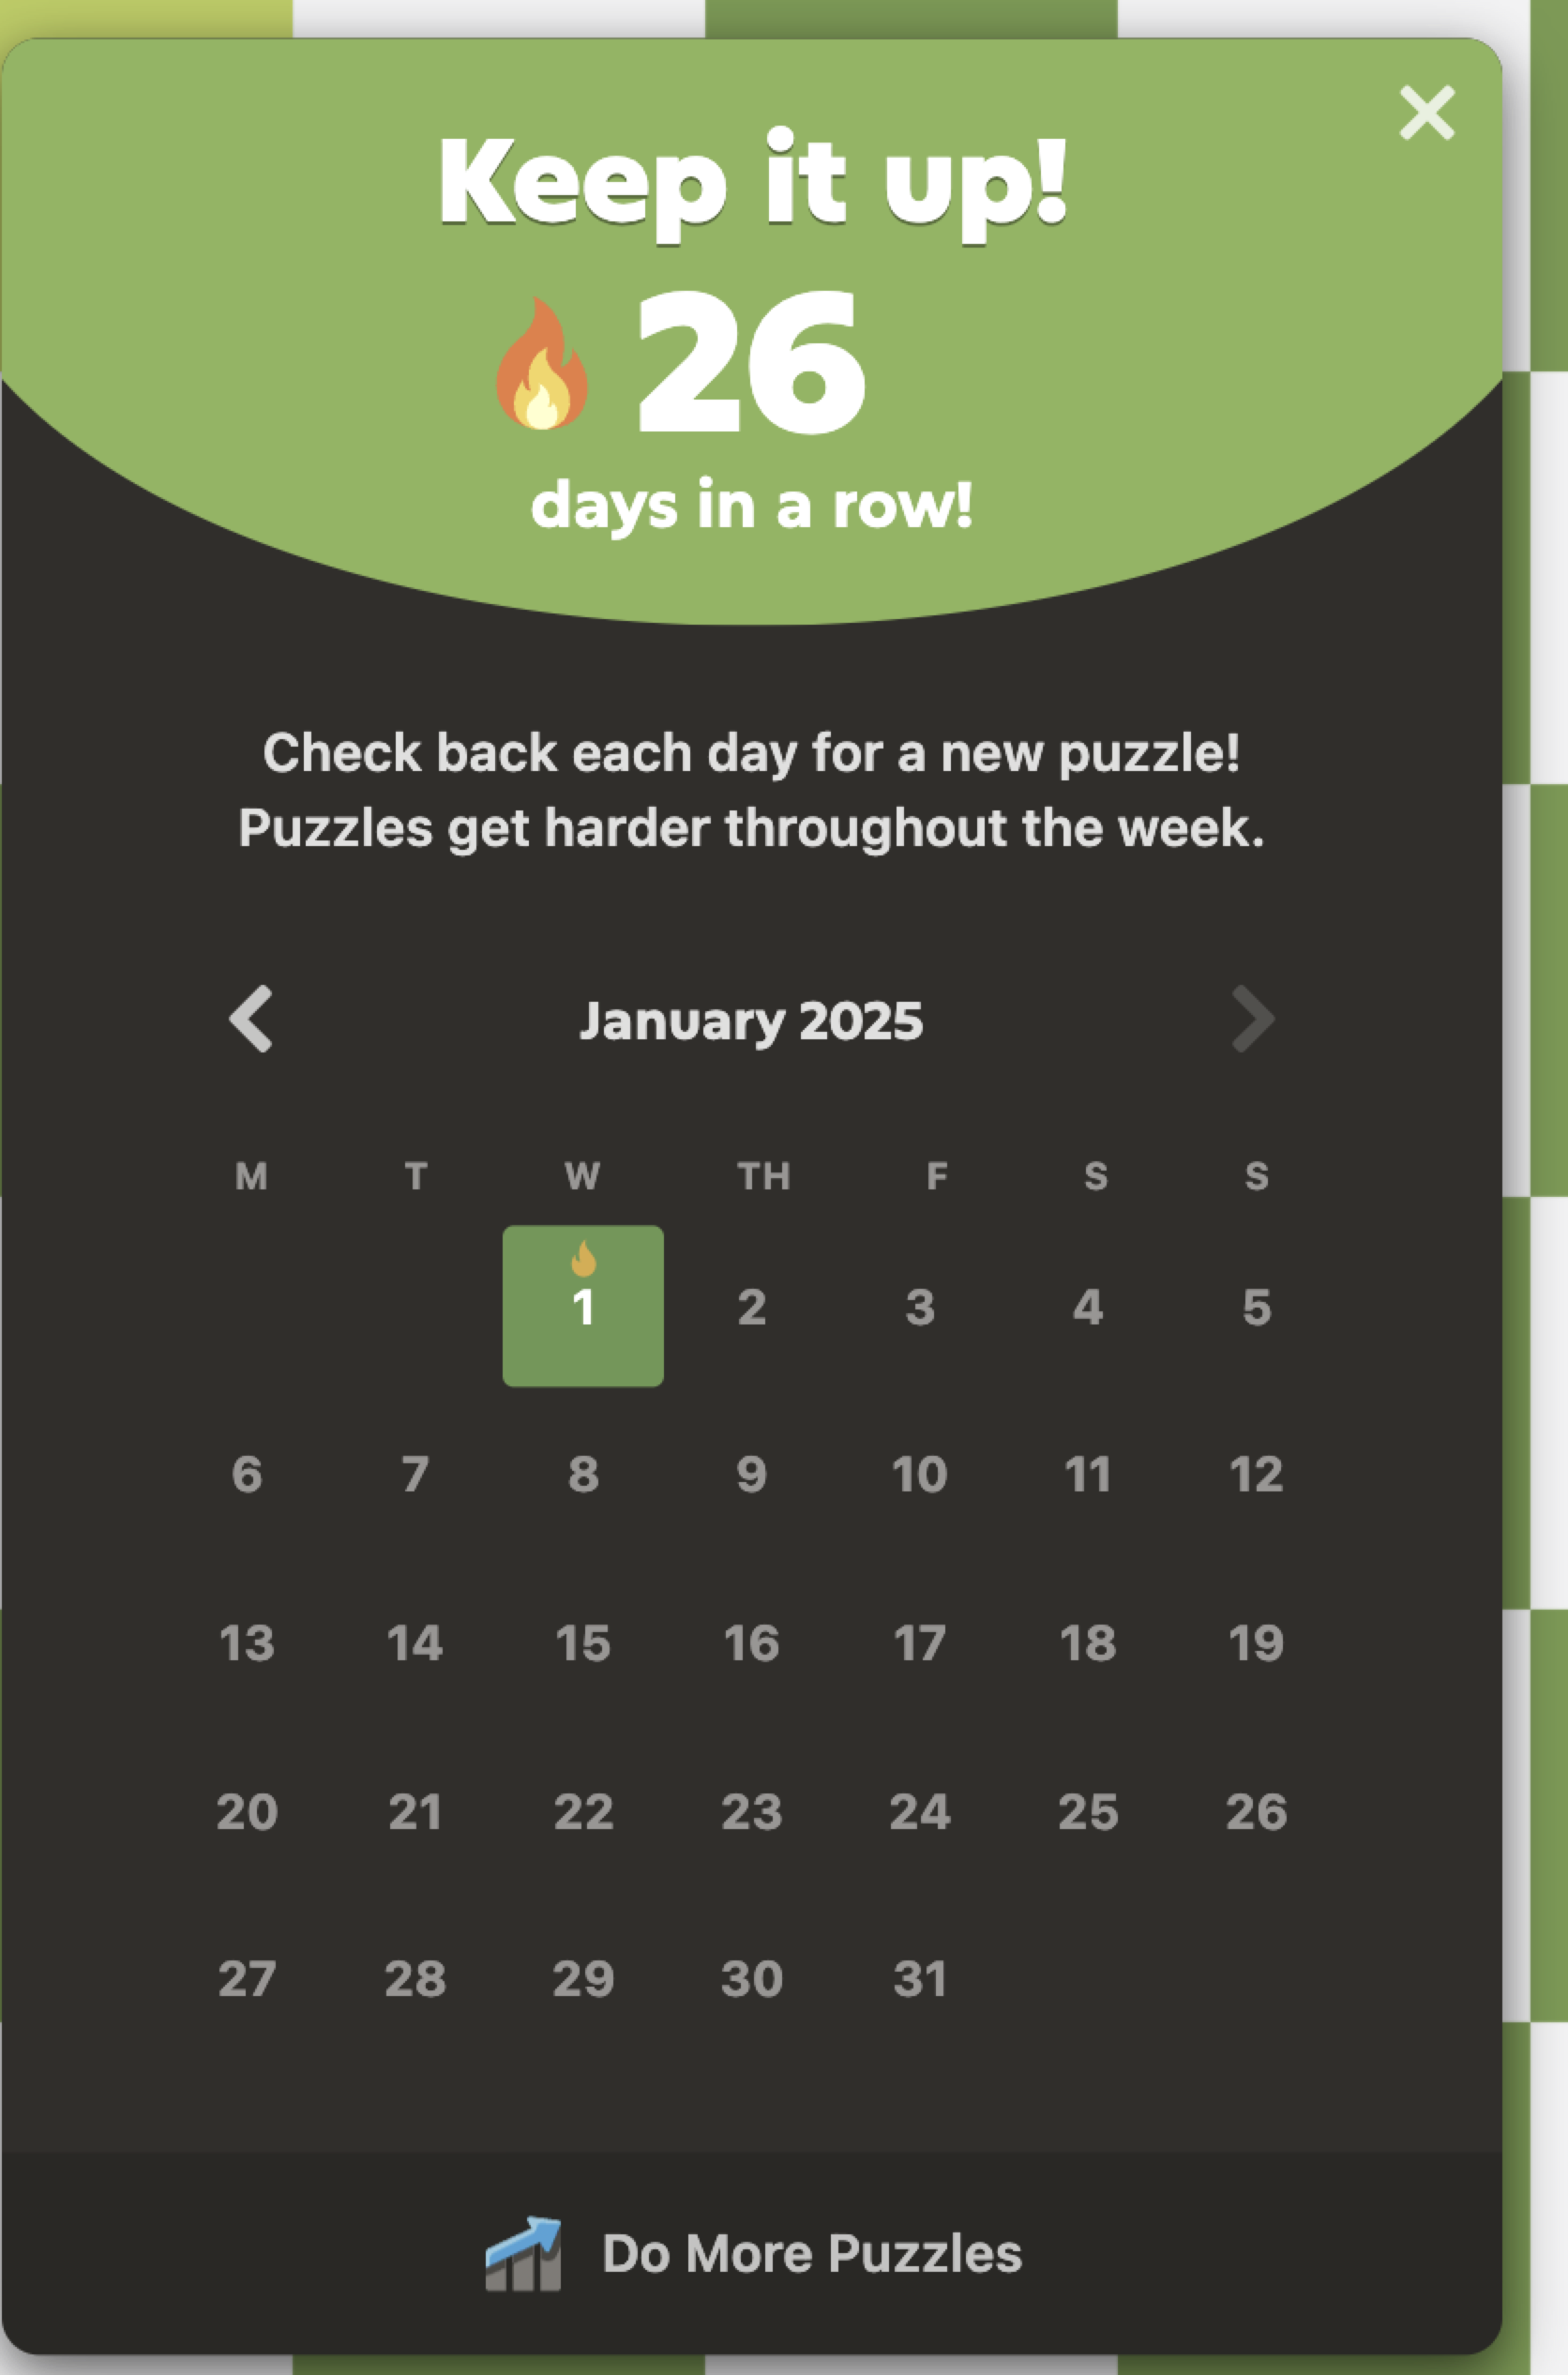 Keep it up!
26
days in a row!
Check back each day for a new puzzle!
Puzzles get harder throughout the week.
January 2025
M T W TH F S S
1 2 3 4 5
6 7 8 9 10 11 12
13 14 15 16 17 18 19
20 21 22 23 24 25 26
27 28 29 30 31
Do More Puzzles